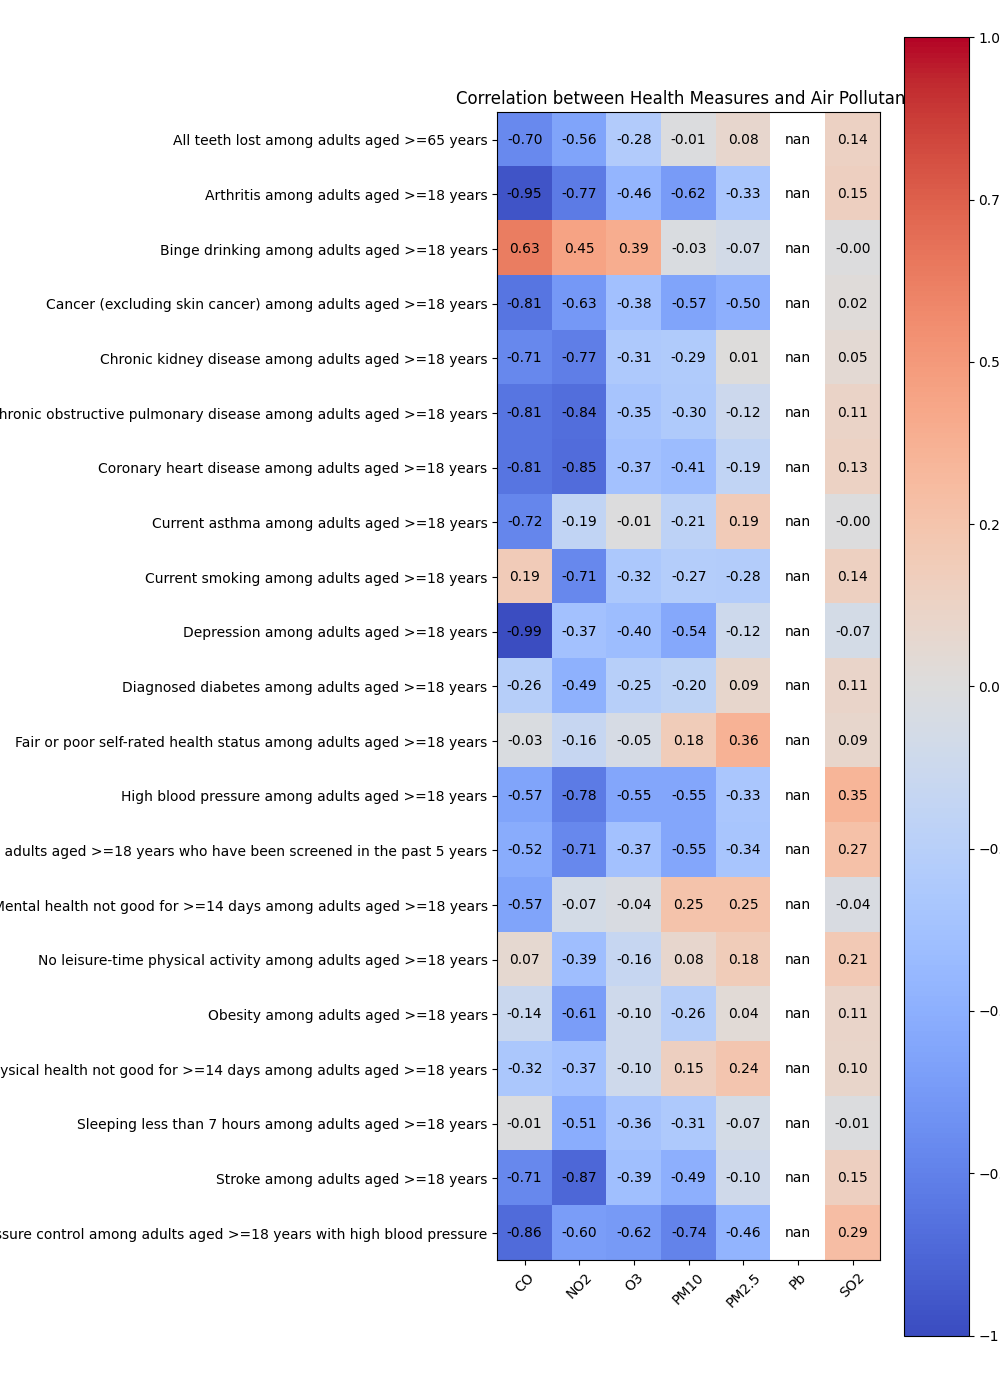 Correlation between Health Measures and Air Pollutan
All teeth lost among adults aged >=65 years -0.70 -0.56 -0.28 -0.01 0.08 nan 0.14
Arthritis among adults aged >=18 years -0.95 -0.77 -0.46 -0.62 -0.33 nan 0.15
Binge drinking among adults aged >=18 years 0.63 0.45 0.39 -0.03 -0.07 nan -0.00
Cancer (excluding skin cancer) among adults aged >=18 years -0.81 -0.63 -0.38 -0.57 -0.50 nan 0.02
Chronic kidney disease among adults aged >=18 years -0.71 -0.77 -0.31 -0.29 0.01 nan 0.05
hronic obstructive pulmonary disease among adults aged >=18 years -0.81 -0.84 -0.35 -0.30 -0.12 nan 0.11
Coronary heart disease among adults aged >=18 years -0.81 -0.85 -0.37 -0.41 -0.19 nan 0.13
Current asthma among adults aged >=18 years -0.72 -0.19 -0.01 -0.21 0.19 nan -0.00
Current smoking among adults aged >=18 years 0.19 -0.71 -0.32 -0.27 -0.28 nan 0.14
Depression among adults aged >=18 years -0.99 -0.37 -0.40 -0.54 -0.12 nan -0.07
Diagnosed diabetes among adults aged >=18 years -0.26 -0.49 -0.25 -0.20 0.09 nan 0.11
Fair or poor self-rated health status among adults aged >=18 years -0.03 -0.16 -0.05 0.18 0.36 nan 0.09
High blood pressure among adults aged >=18 years -0.57 -0.78 -0.55 -0.55 -0.33 nan 0.35
adults aged >=18 years who have been screened in the past 5 years -0.52 -0.71 -0.37 -0.55 -0.34 nan 0.27
Mental health not good for >=14 days among adults aged >=18 years -0.57 -0.07 -0.04 0.25 0.25 nan -0.04
No leisure-time physical activity among adults aged >=18 years 0.07 -0.39 -0.16 0.08 0.18 nan 0.21
Obesity among adults aged >=18 years -0.14 -0.61 -0.10 -0.26 0.04 nan 0.11
ysical health not good for >=14 days among adults aged >=18 years -0.32 -0.37 -0.10 0.15 0.24 nan 0.10
Sleeping less than 7 hours among adults aged >=18 years -0.01 -0.51 -0.36 -0.31 -0.07 nan -0.01
Stroke among adults aged >=18 years -0.71 -0.87 -0.39 -0.49 -0.10 nan 0.15
ssure control among adults aged >=18 years with high blood pressure -0.86 -0.60 -0.62 -0.74 -0.46 nan 0.29
CO NO2 O3 PM10 PM2.5 Pb SO2
1.0
0.7
0.5
0.2
0.0
−0.
−0.
−0.
−1